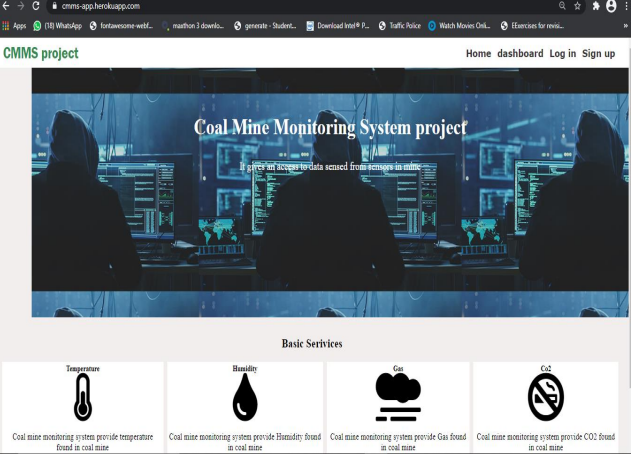 cmms-app.herokuapp.com
Apps (18) WhatsApp fontawesome-webf... maxthon 3 downlo... generate - Student... Download Intel® P... Traffic Police Watch Movies Onli... EExercises for revisi... »
CMMS project Home dashboard Log in Sign up
Coal Mine Monitoring System project
It gives an access to data sensed from sensors in mine
Basic Serivices
Temperature Humidity Gas Co2
Coal mine monitoring system provide temperature
found in coal mine
Coal mine monitoring system provide Humidity found
in coal mine
Coal mine monitoring system provide Gas found
in coal mine
Coal mine monitoring system provide CO2 found
in coal mine